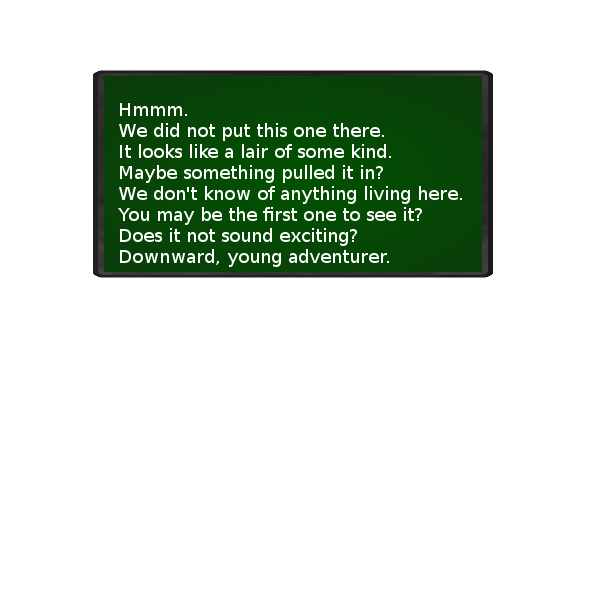 Hmmm.
We did not put this one there.
It looks like a lair of some kind.
Maybe something pulled it in?
We don't know of anything living here.
You may be the first one to see it?
Does it not sound exciting?
Downward, young adventurer.